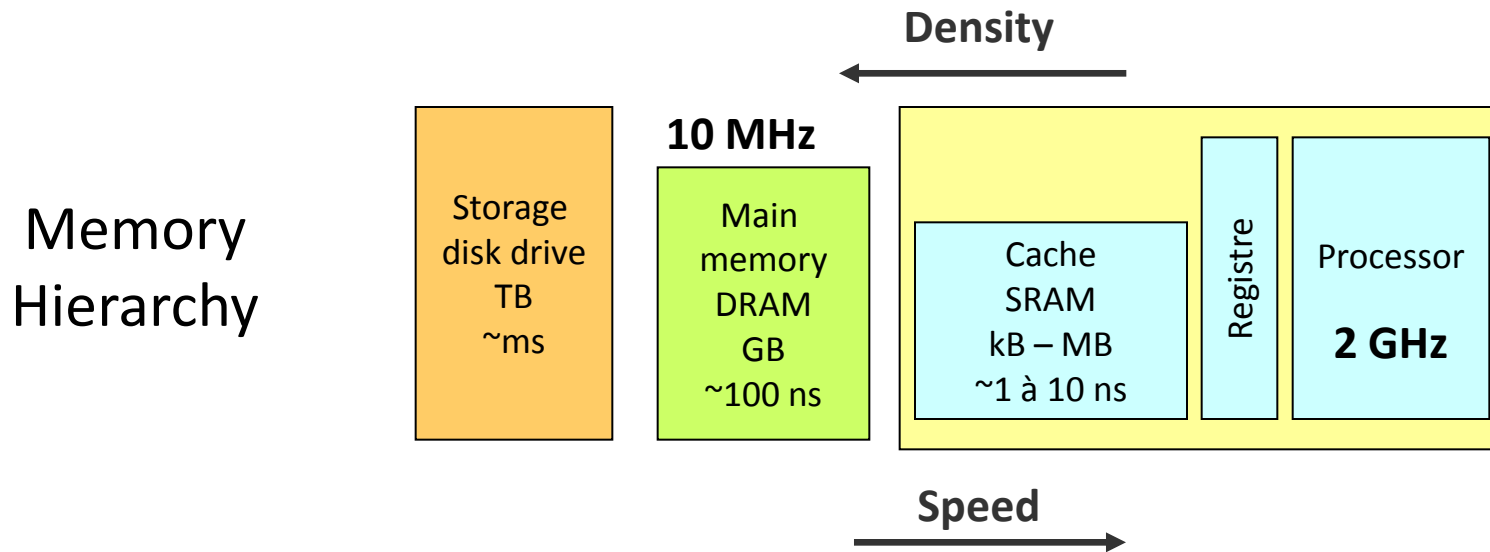 Memory
Hierarchy
Density
Storage
disk drive
TB
~ms
10 MHz
Main
memory
DRAM
GB
~100 ns
Cache
SRAM
kB – MB
~1 à 10 ns
Registre
Processor
2 GHz
Speed